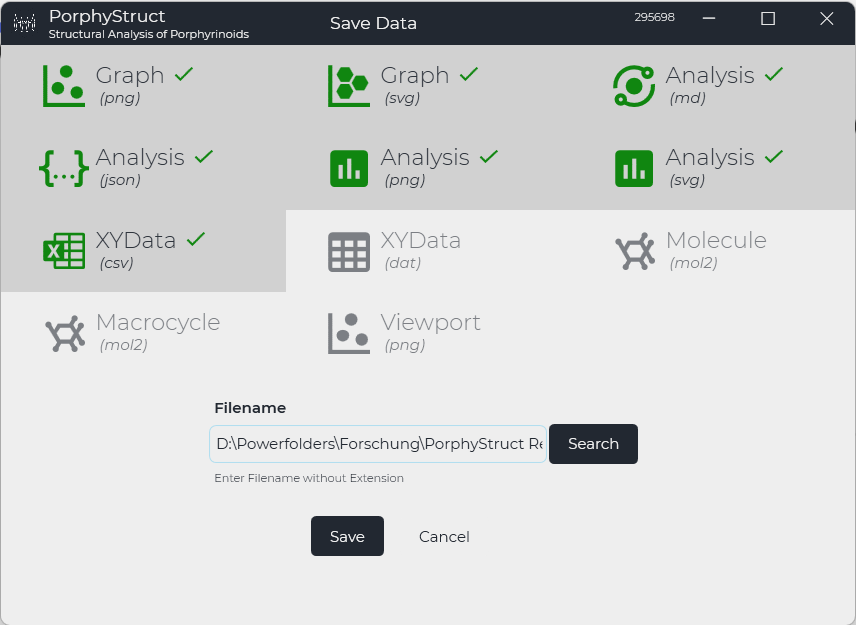 PorphyStruct
Structural Analysis of Porphyrinoids
Save Data
295698
Graph
(png)
Graph
(svg)
Analysis
(md)
{...}
Analysis
(json)
Analysis
(png)
Analysis
(svg)
X
XYData
(csv)
XYData
(dat)
Molecule
(mol2)
Macrocycle
(mol2)
Viewport
(png)
Filename
D:\Powerfolders\Forschung\PorphyStruct
Search
Enter Filename without Extension
Save
Cancel